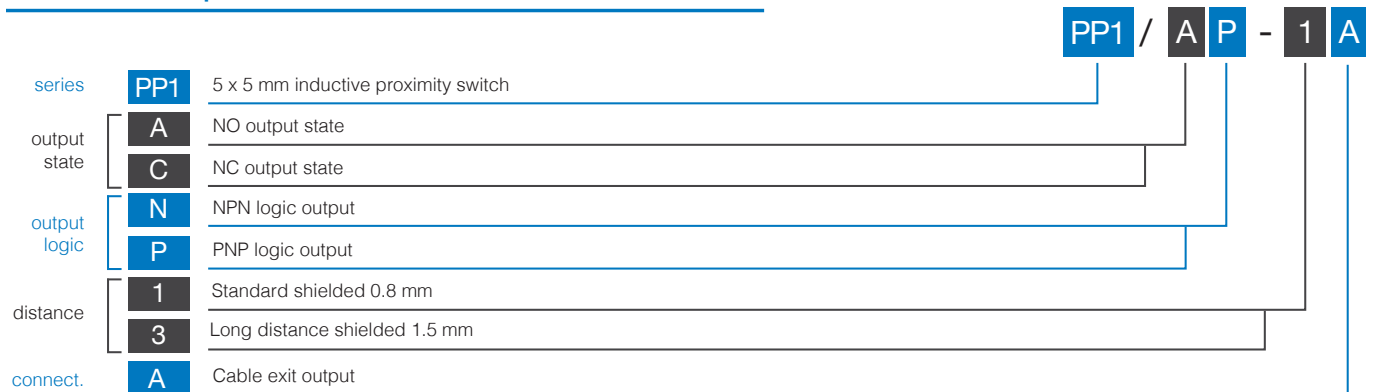 PP1 / A P - 1 A
series PP1 5 x 5 mm inductive proximity switch
output state
A NO output state
C NC output state
output logic
N NPN logic output
P PNP logic output
distance
1 Standard shielded 0.8 mm
3 Long distance shielded 1.5 mm
connect. A Cable exit output